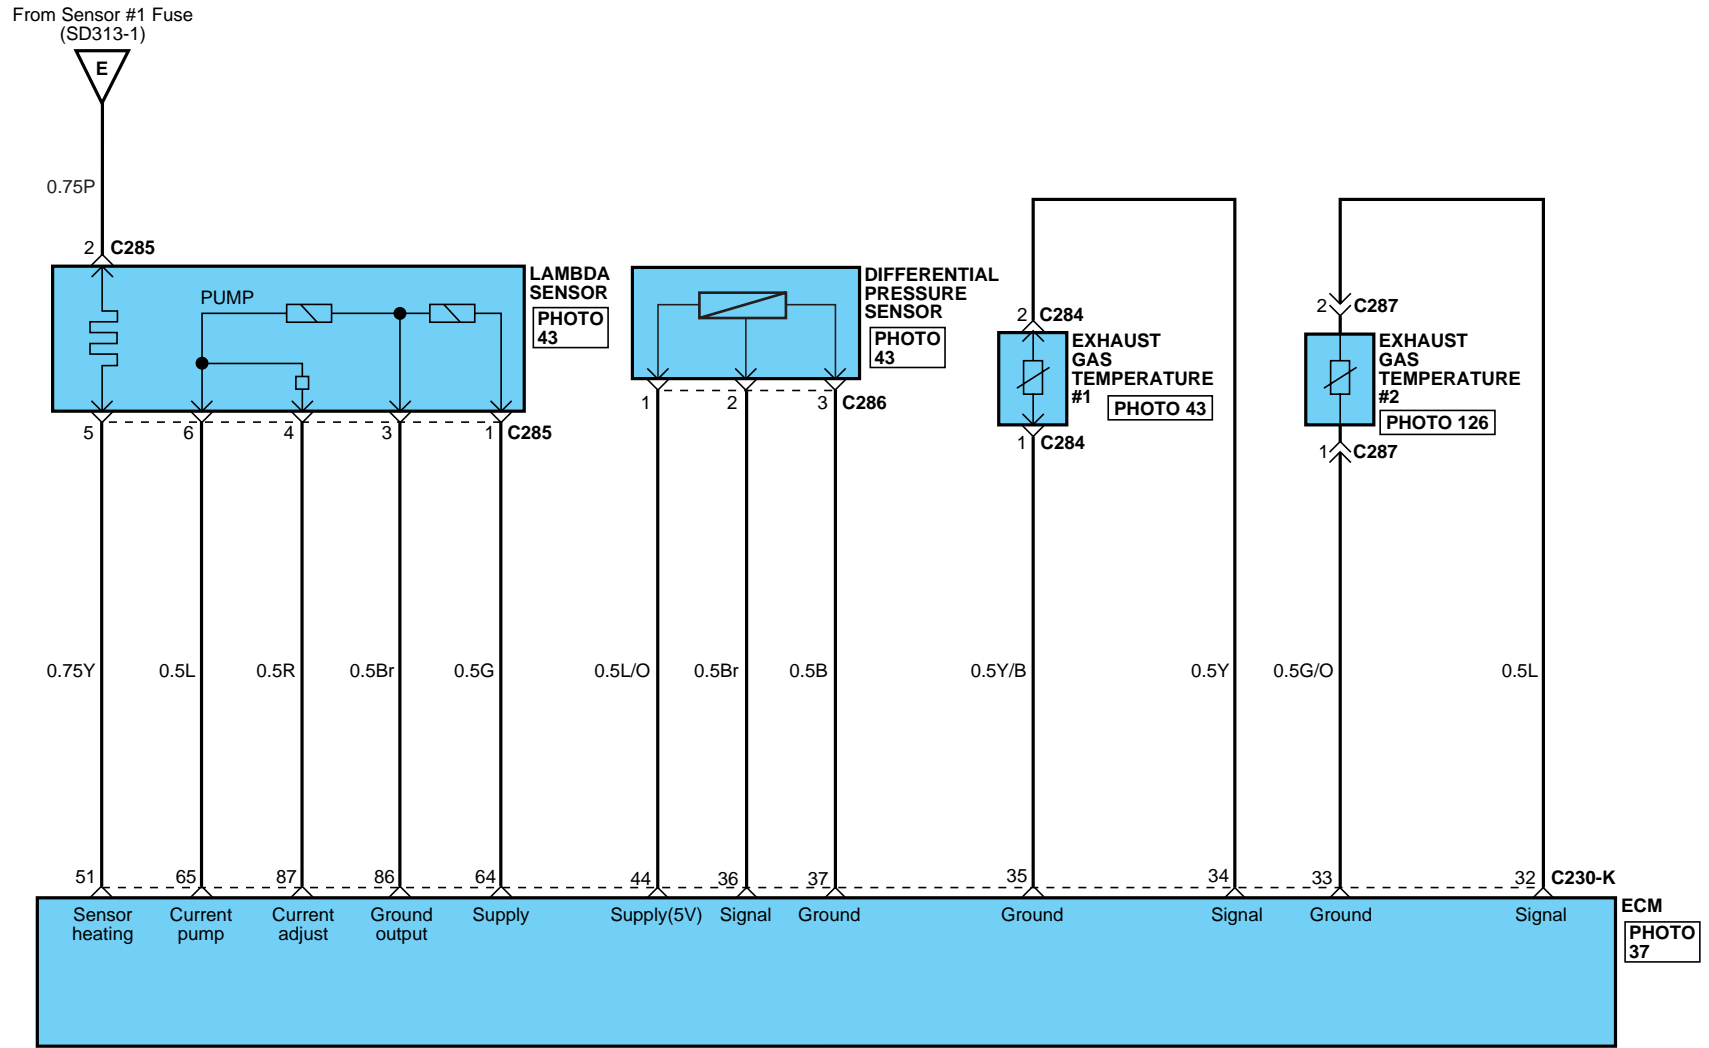 From Sensor #1 Fuse
(SD313-1)
E
0.75P
2 C285
LAMBDA
SENSOR
PHOTO
43
PUMP
5 6 4 3 1 C285
DIFFERENTIAL
PRESSURE
SENSOR
PHOTO
43
1 2 3 C286
2 C284
EXHAUST
GAS
TEMPERATURE
#1
PHOTO 43
1 C284
2 C287
EXHAUST
GAS
TEMPERATURE
#2
PHOTO 126
1 C287
0.75Y 0.5L 0.5R 0.5Br 0.5G 0.5L/O 0.5Br 0.5B 0.5Y/B 0.5Y 0.5G/O 0.5L
51 65 87 86 64 44 36 37 35 34 33 32 C230-K
Sensor
heating
Current
pump
Current
adjust
Ground
output
Supply
Supply(5V)
Signal
Ground
Ground
Signal
Ground
Signal
ECM
PHOTO
37